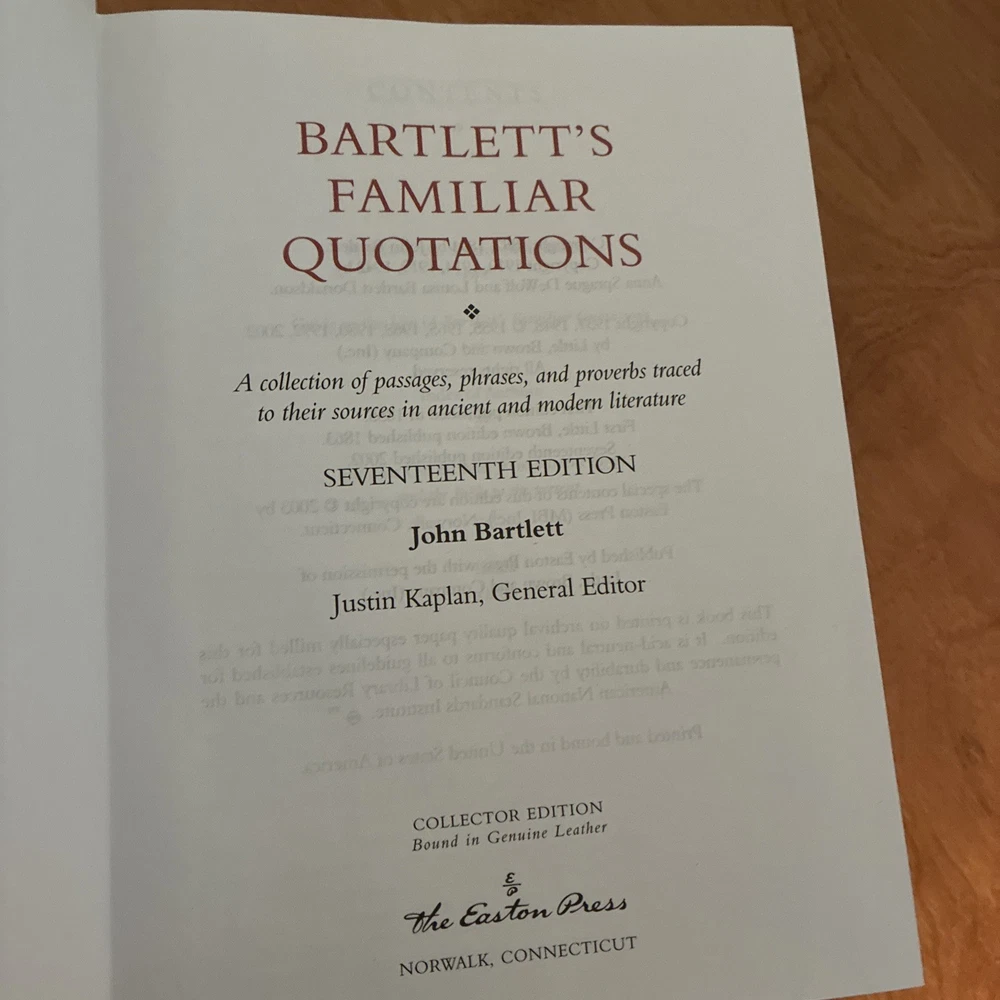 BARTLETT'S
FAMILIAR
QUOTATIONS
A collection of passages, phrases, and proverbs traced
to their sources in ancient and modern literature
SEVENTEENTH EDITION
John Bartlett
Justin Kaplan, General Editor
COLLECTOR EDITION
Bound in Genuine Leather
E
P
The Easton Press
NORWALK, CONNECTICUT